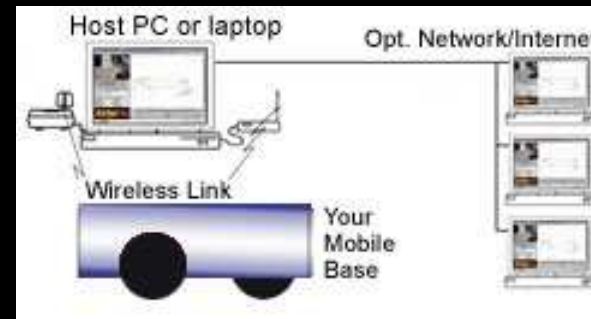 Host PC or laptop
Opt. Network/Interne
Wireless Link
Your
Mobile
Base